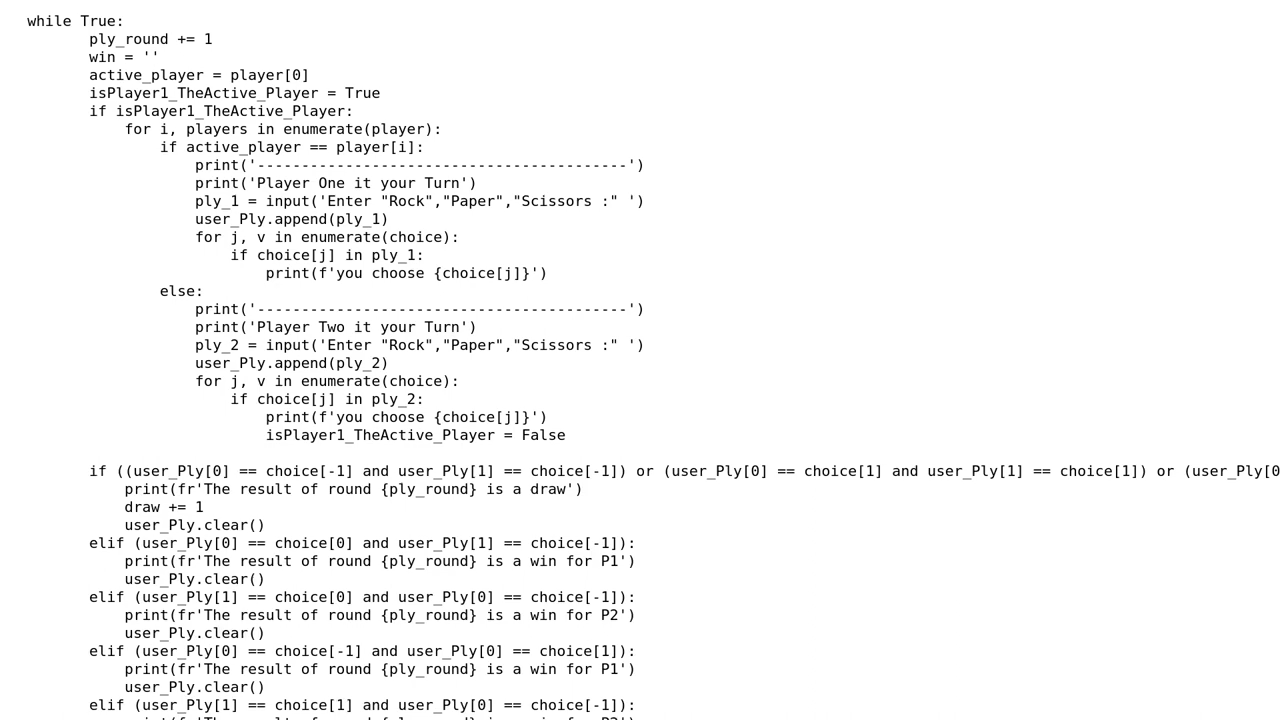 while True:
ply_round += 1
win = ''
active_player = player[0]
isPlayer1_TheActive_Player = True
if isPlayer1_TheActive_Player:
for i, players in enumerate(player):
if active_player == player[i]:
print('------------------------------------------')
print('Player One it your Turn')
ply_1 = input('Enter "Rock","Paper","Scissors :" ')
user_Ply.append(ply_1)
for j, v in enumerate(choice):
if choice[j] in ply_1:
print(f'you choose {choice[j]}')
else:
print('------------------------------------------')
print('Player Two it your Turn')
ply_2 = input('Enter "Rock","Paper","Scissors :" ')
user_Ply.append(ply_2)
for j, v in enumerate(choice):
if choice[j] in ply_2:
print(f'you choose {choice[j]}')
isPlayer1_TheActive_Player = False
if ((user_Ply[0] == choice[-1] and user_Ply[1] == choice[-1]) or (user_Ply[0] == choice[1] and user_Ply[1] == choice[1]) or (user_Ply[0
print(fr'The result of round {ply_round} is a draw')
draw += 1
user_Ply.clear()
elif (user_Ply[0] == choice[0] and user_Ply[1] == choice[-1]):
print(fr'The result of round {ply_round} is a win for P1')
user_Ply.clear()
elif (user_Ply[1] == choice[0] and user_Ply[0] == choice[-1]):
print(fr'The result of round {ply_round} is a win for P2')
user_Ply.clear()
elif (user_Ply[0] == choice[-1] and user_Ply[0] == choice[1]):
print(fr'The result of round {ply_round} is a win for P1')
user_Ply.clear()
elif (user_Ply[1] == choice[1] and user_Ply[0] == choice[-1]):